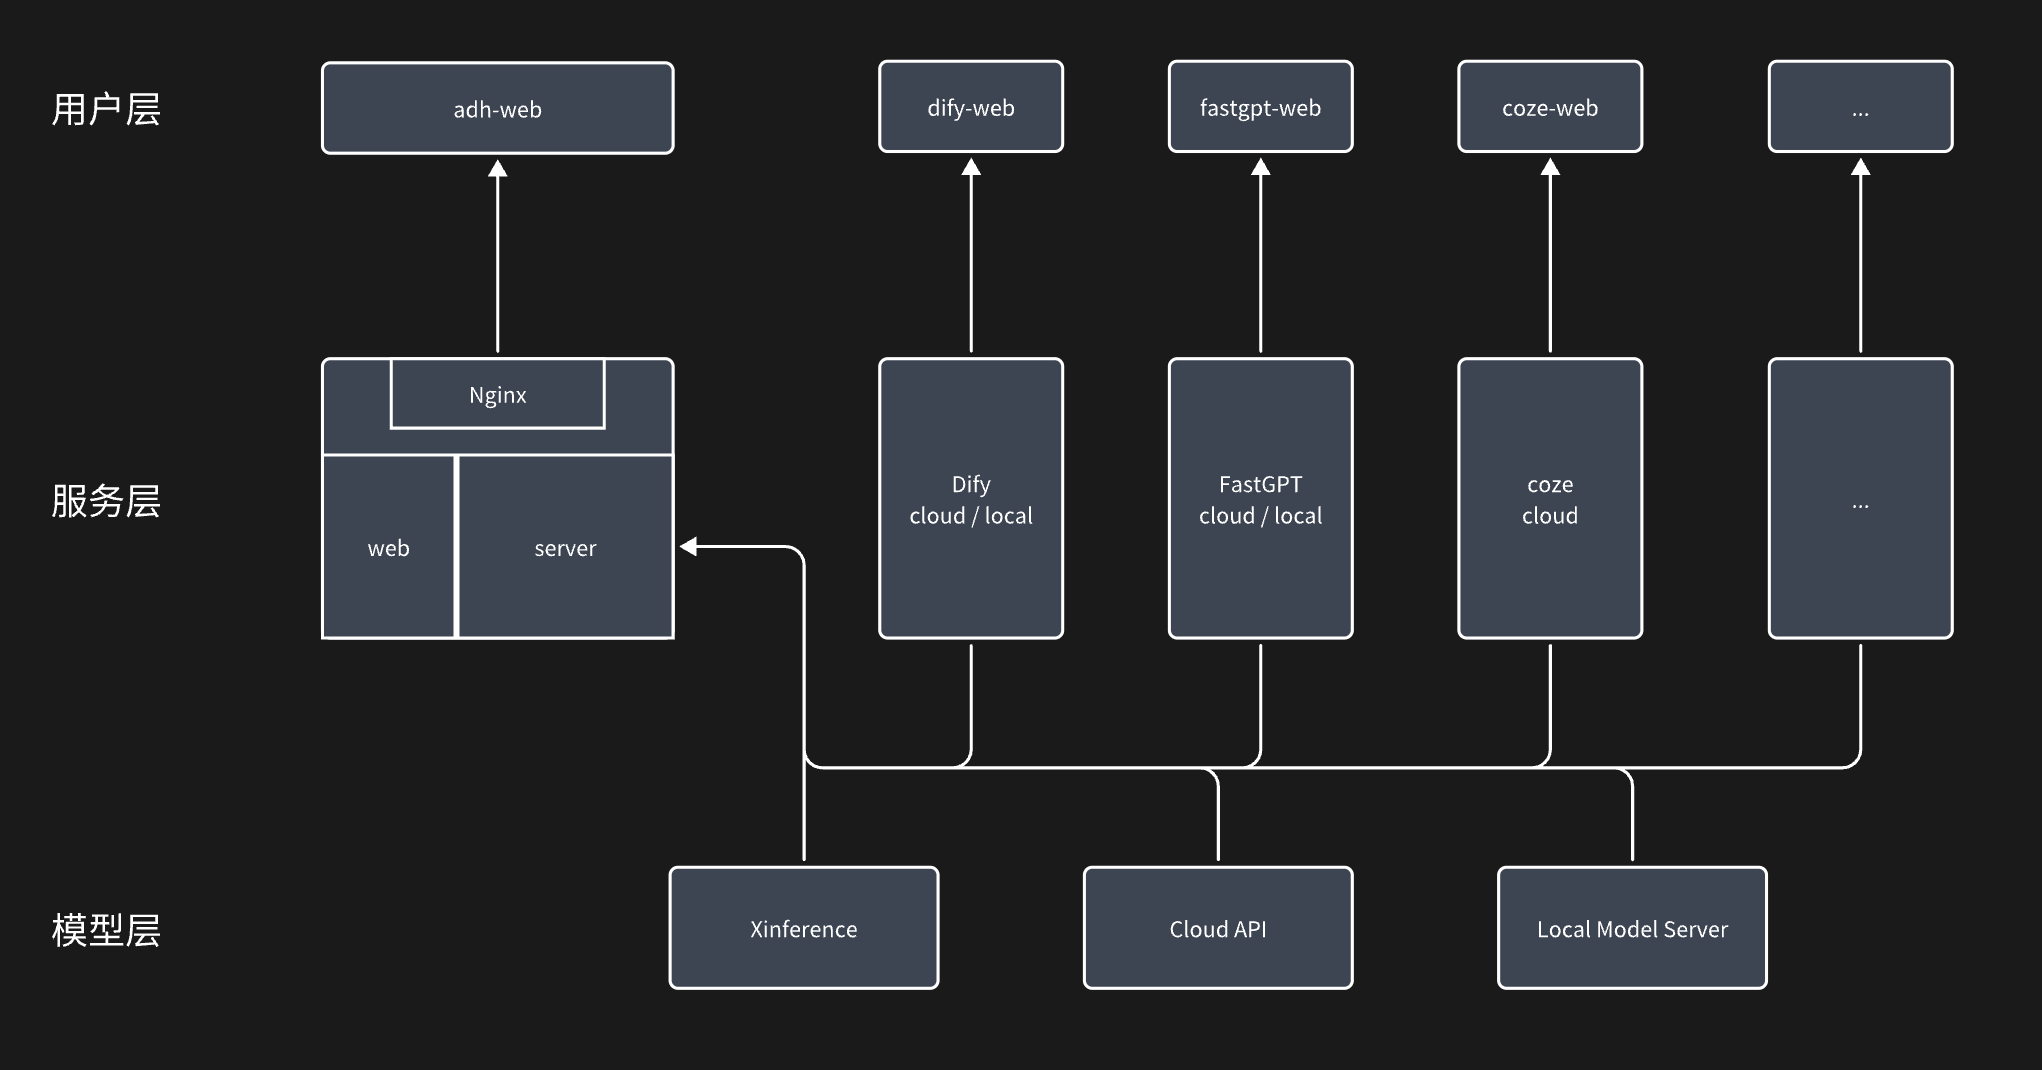 用户层
adh-web
dify-web
fastgpt-web
coze-web
...
服务层
Nginx
web
server
Dify
cloud / local
FastGPT
cloud / local
coze
cloud
...
模型层
Xinference
Cloud API
Local Model Server